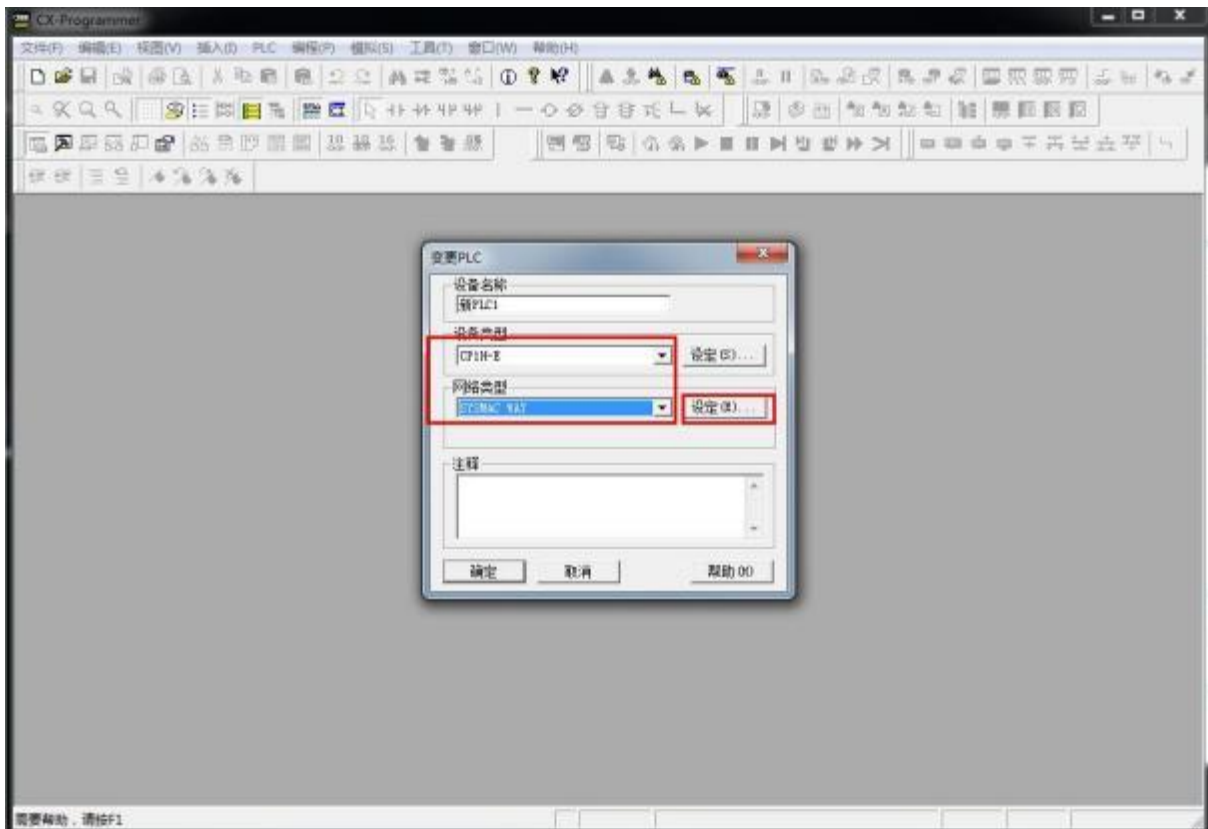 CX-Programmer
文件(F) 编辑(E) 视图(V) 插入(I) PLC 编程(P) 模拟(S) 工具(T) 窗口(W) 帮助(H)
变更PLC
设备名称
新PLC1
设备类型
CP1H-E
设定(S)...
网络类型
SYSMAC WAY
设定(E)...
注释
确定 取消 帮助(H)
需要帮助，请按F1